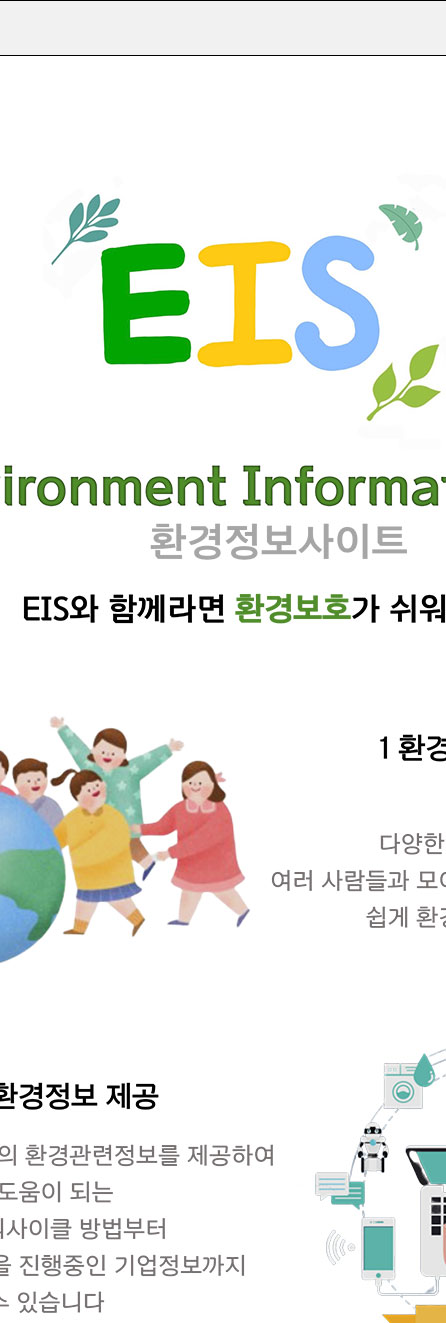 EIS
ironment Informa
환경정보사이트
EIS와 함께라면 환경보호가 쉬워
1 환경
다양한
여러 사람들과 모
쉽게 환경
환경정보 제공
의 환경관련정보를 제공하여
도움이 되는
리사이클 방법부터
을 진행중인 기업정보까지
수 있습니다